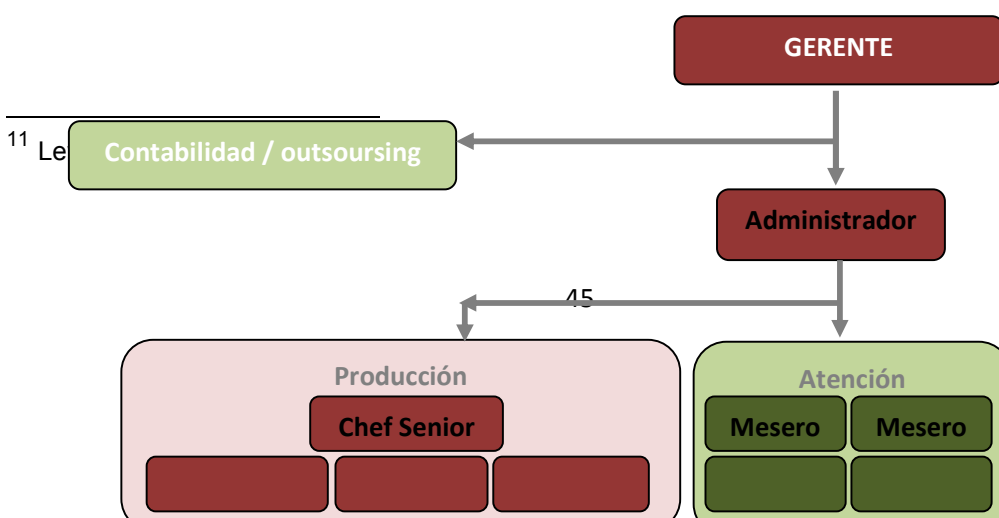 GERENTE
11 Le
Contabilidad / outsoursing
Administrador
45
Producción
Atención
Chef Senior
Mesero
Mesero